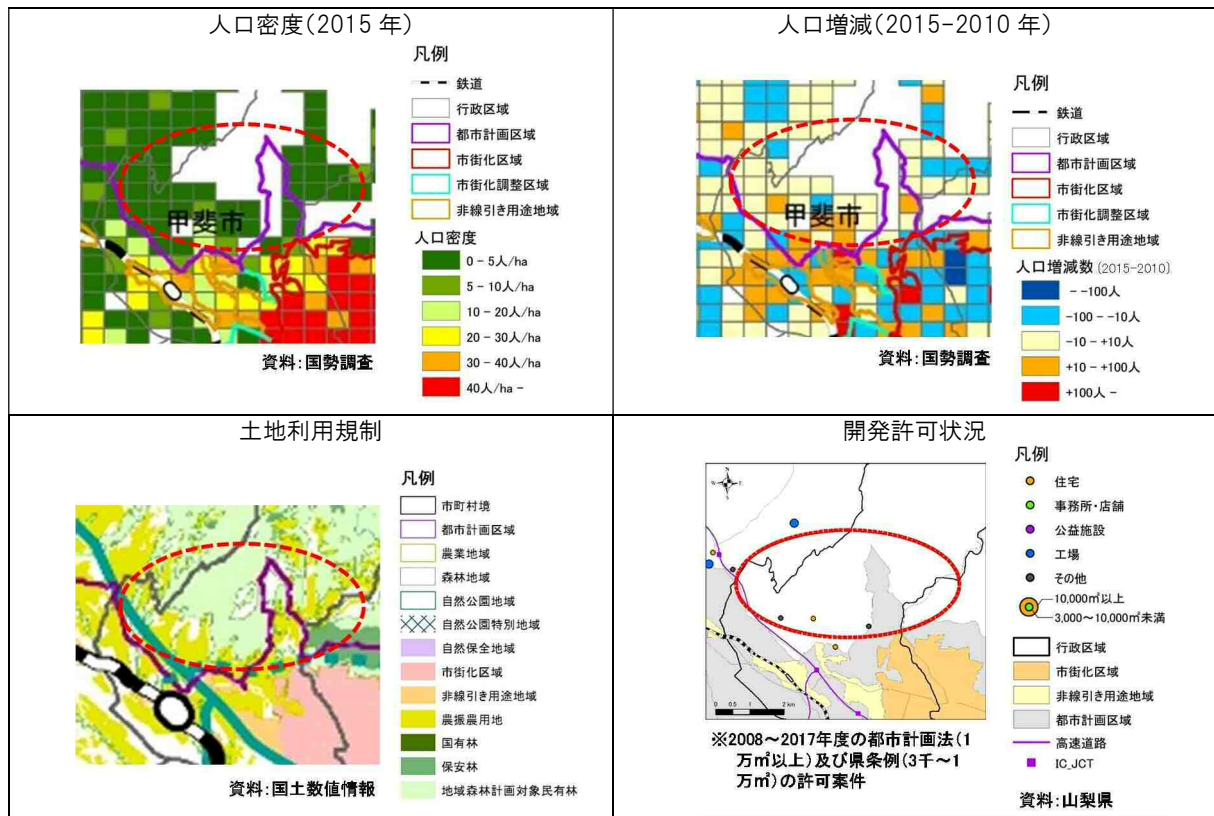 人口密度(2015年)
凡例
鉄道
行政区域
都市計画区域
市街化区域
市街化調整区域
非線引き用途地域
人口密度
0 - 5人/ha
5 - 10人/ha
10 - 20人/ha
20 - 30人/ha
30 - 40人/ha
40人/ha -
甲斐市
資料:国勢調査
人口増減(2015-2010年)
凡例
鉄道
行政区域
都市計画区域
市街化区域
市街化調整区域
非線引き用途地域
人口増減数(2015-2010)
- -100人
-100 - -10人
-10 - +10人
+10 - +100人
+100人 -
甲斐市
資料:国勢調査
土地利用規制
凡例
市町村境
都市計画区域
農業地域
森林地域
自然公園地域
自然公園特別地域
自然保全地域
市街化区域
非線引き用途地域
農振農用地
国有林
保安林
地域森林計画対象民有林
資料:国土数値情報
開発許可状況
凡例
住宅
事務所・店舗
公益施設
工場
その他
10,000㎡以上
3,000~10,000㎡未満
行政区域
市街化区域
非線引き用途地域
都市計画区域
高速道路
IC_JCT
N
W
E
S
0 0.5 1 2 km
※2008~2017年度の都市計画法(1
万㎡以上)及び県条例(3千~1
万㎡)の許可案件
資料:山梨県